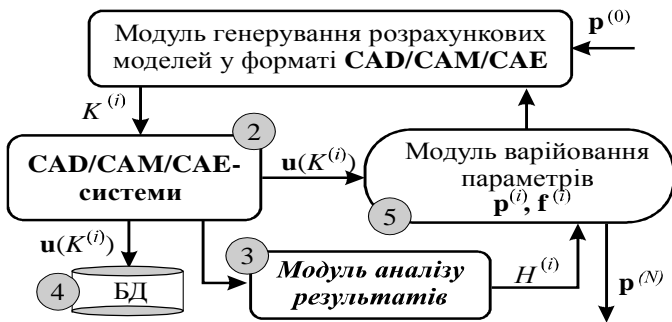 Модуль генерування розрахункових
моделей у форматі CAD/CAM/CAE
p⁽⁰⁾
K⁽ⁱ⁾
2
CAD/CAM/CAE-
системи
u(K⁽ⁱ⁾)
Модуль варійовання
параметрів
p⁽ⁱ⁾, f⁽ⁱ⁾
5
u(K⁽ⁱ⁾)
3
Модуль аналізу
результатів
H⁽ⁱ⁾
p⁽ᴺ⁾
4
БД